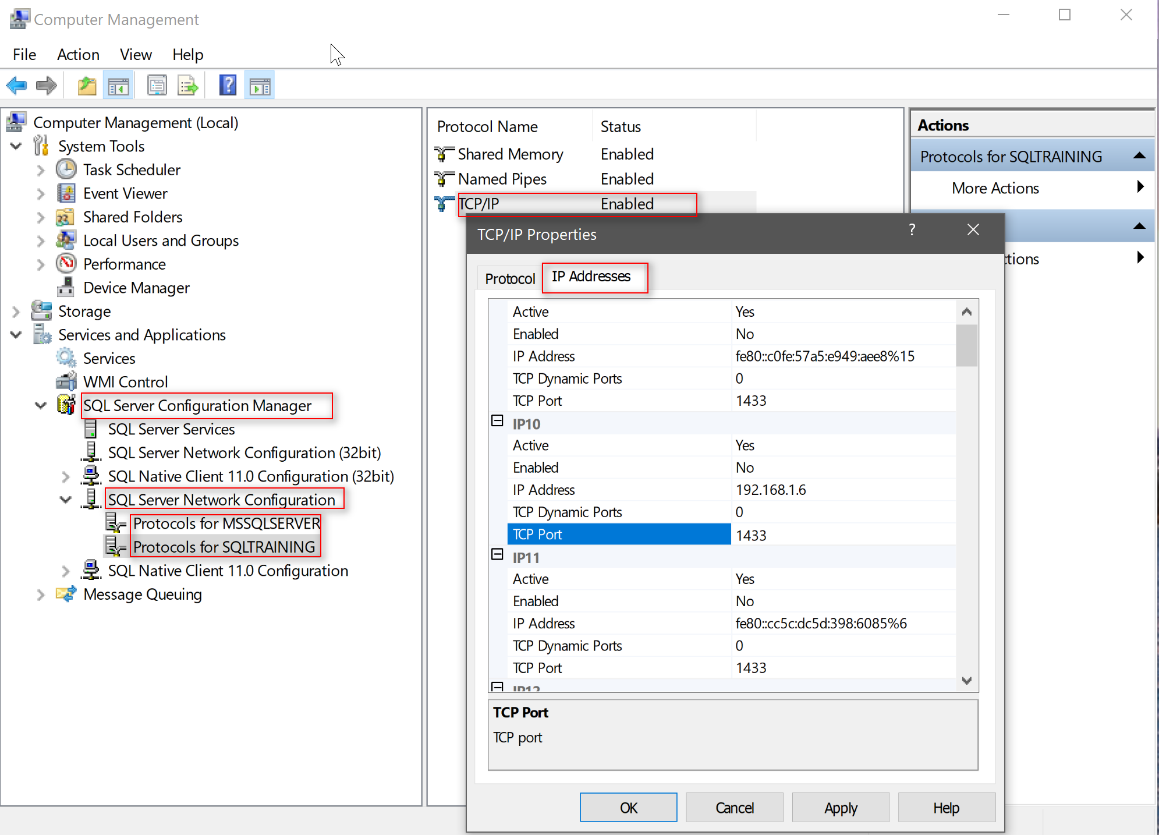 Computer Management
File Action View Help
Computer Management (Local)
System Tools
Task Scheduler
Event Viewer
Shared Folders
Local Users and Groups
Performance
Device Manager
Storage
Services and Applications
Services
WMI Control
SQL Server Configuration Manager
SQL Server Services
SQL Server Network Configuration (32bit)
SQL Native Client 11.0 Configuration (32bit)
SQL Server Network Configuration
Protocols for MSSQLSERVER
Protocols for SQLTRAINING
SQL Native Client 11.0 Configuration
Message Queuing
Protocol Name Status
Shared Memory Enabled
Named Pipes Enabled
TCP/IP Enabled
Actions
Protocols for SQLTRAINING
More Actions
TCP/IP Properties ?
Protocol IP Addresses
Active Yes
Enabled No
IP Address fe80::c0fe:57a5:e949:aee8%15
TCP Dynamic Ports 0
TCP Port 1433
IP10
Active Yes
Enabled No
IP Address 192.168.1.6
TCP Dynamic Ports 0
TCP Port 1433
IP11
Active Yes
Enabled No
IP Address fe80::cc5c:dc5d:398:6085%6
TCP Dynamic Ports 0
TCP Port 1433
IP12
TCP Port
TCP port
OK Cancel Apply Help